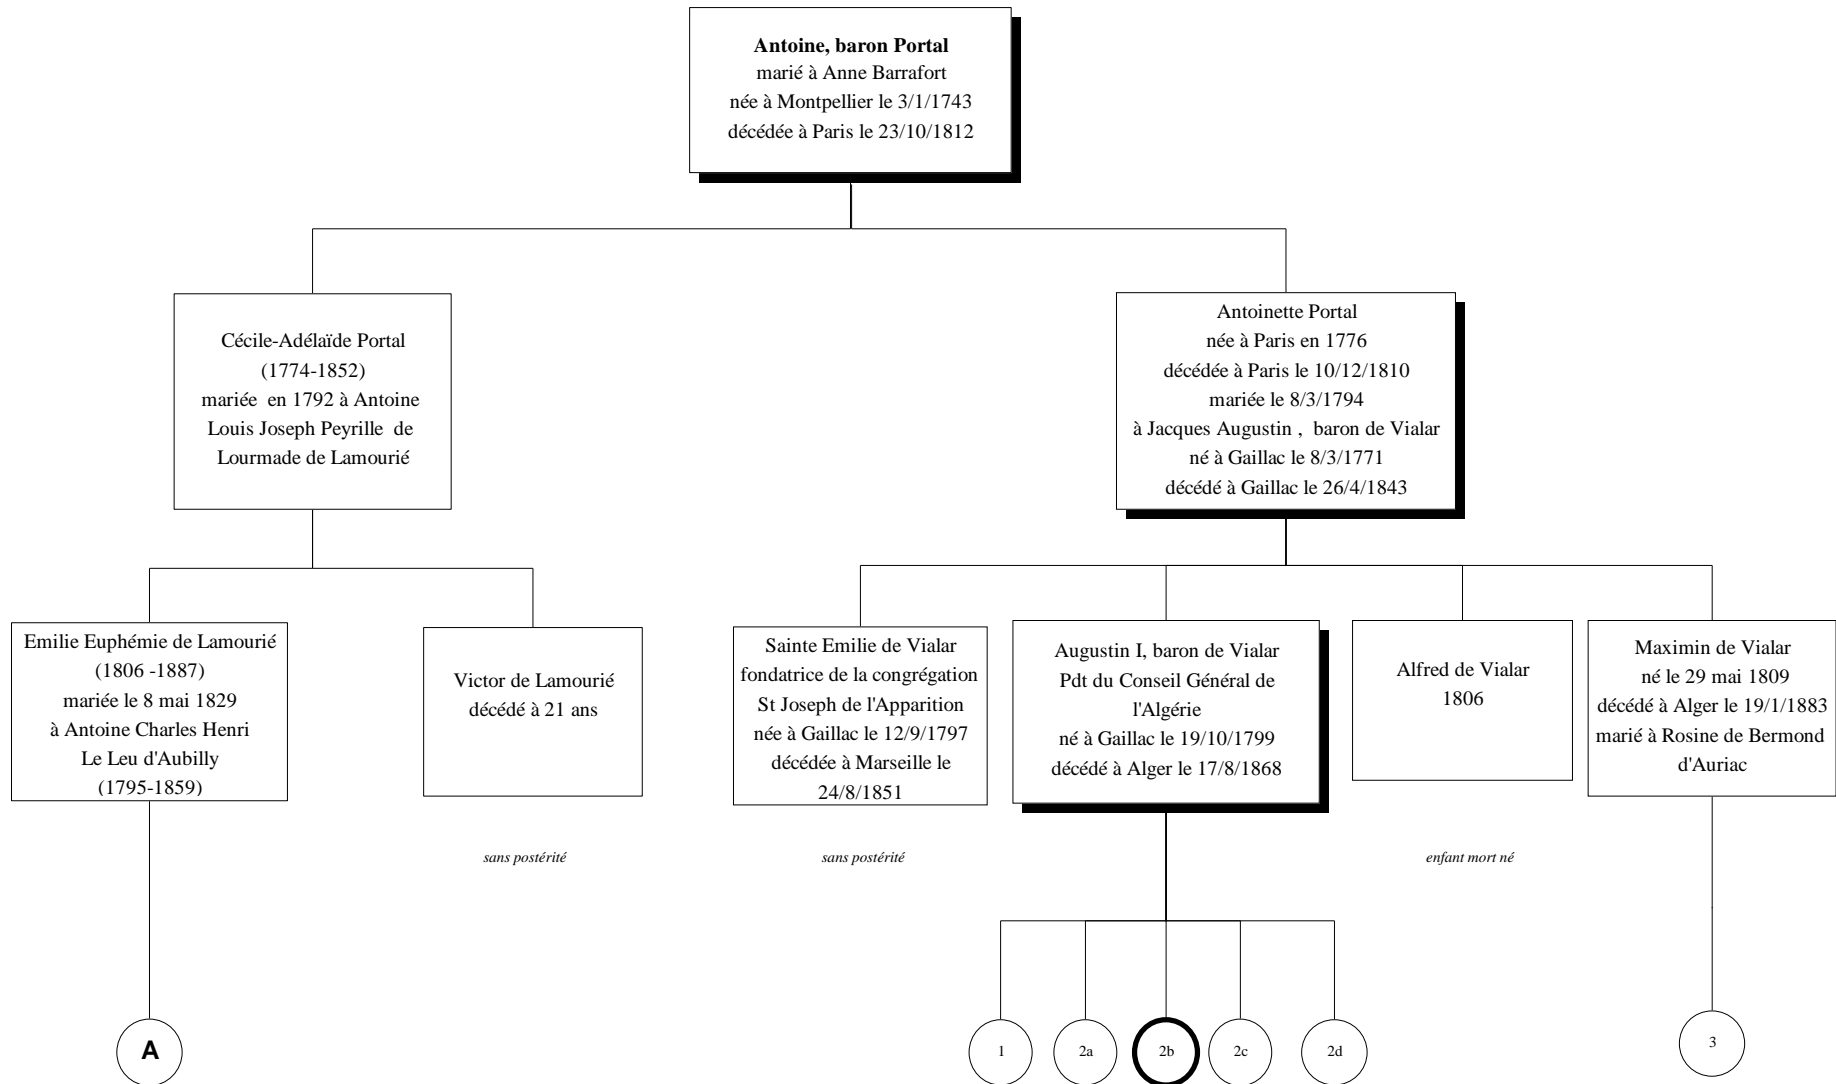 Antoine, baron Portal
marié à Anne Barrafort
née à Montpellier le 3/1/1743
décédée à Paris le 23/10/1812
Cécile-Adélaïde Portal
(1774-1852)
mariée en 1792 à Antoine
Louis Joseph Peyrille de
Lourmade de Lamourié
Antoinette Portal
née à Paris en 1776
décédée à Paris le 10/12/1810
mariée le 8/3/1794
à Jacques Augustin , baron de Vialar
né à Gaillac le 8/3/1771
décédé à Gaillac le 26/4/1843
Emilie Euphémie de Lamourié
(1806 -1887)
mariée le 8 mai 1829
à Antoine Charles Henri
Le Leu d'Aubilly
(1795-1859)
Victor de Lamourié
décédé à 21 ans
Sainte Emilie de Vialar
fondatrice de la congrégation
St Joseph de l'Apparition
née à Gaillac le 12/9/1797
décédée à Marseille le
24/8/1851
Augustin I, baron de Vialar
Pdt du Conseil Général de
l'Algérie
né à Gaillac le 19/10/1799
décédé à Alger le 17/8/1868
Alfred de Vialar
1806
Maximin de Vialar
né le 29 mai 1809
décédé à Alger le 19/1/1883
marié à Rosine de Bermond
d'Auriac
sans postérité
sans postérité
enfant mort né
A
1
2a
2b
2c
2d
3